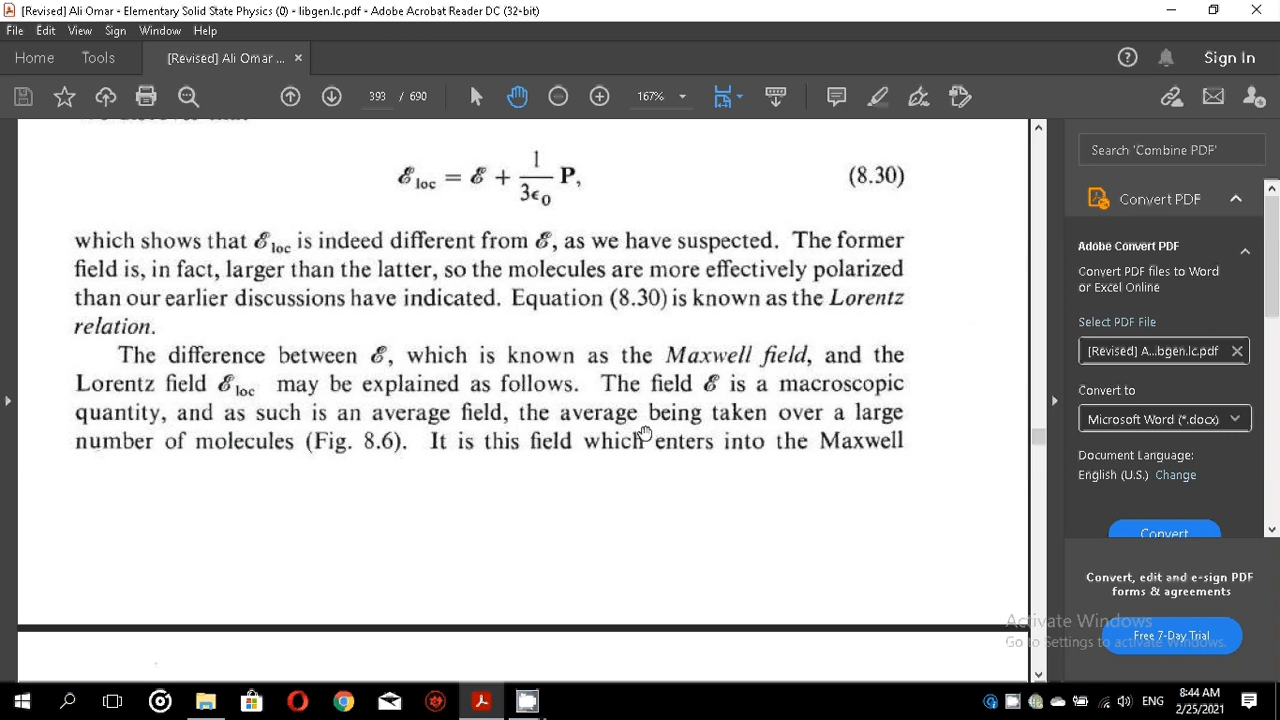 [Revised] Ali Omar - Elementary Solid State Physics (0) - libgen.lc.pdf - Adobe Acrobat Reader DC (32-bit)
File Edit View Sign Window Help
Home Tools [Revised] Ali Omar ... × Sign In
393 / 690 167%
ℰloc = ℰ + 1/3ϵ0 P, (8.30)
which shows that ℰloc is indeed different from ℰ, as we have suspected. The former
field is, in fact, larger than the latter, so the molecules are more effectively polarized
than our earlier discussions have indicated. Equation (8.30) is known as the Lorentz
relation.
The difference between ℰ, which is known as the Maxwell field, and the
Lorentz field ℰloc may be explained as follows. The field ℰ is a macroscopic
quantity, and as such is an average field, the average being taken over a large
number of molecules (Fig. 8.6). It is this field which enters into the Maxwell
Search 'Combine PDF'
Convert PDF
Adobe Convert PDF
Convert PDF files to Word
or Excel Online
Select PDF File
[Revised] A...bgen.lc.pdf ×
Convert to
Microsoft Word (*.docx)
Document Language:
English (U.S.) Change
Convert
Convert, edit and e-sign PDF
forms & agreements
Free 7-Day Trial
Activate Windows
Go to Settings to activate Windows.
ENG
8:44 AM
2/25/2021